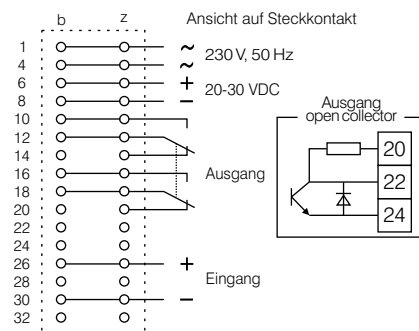 b z Ansicht auf Steckkontakt
1 ~
230 V, 50 Hz
4 ~
6 +
20-30 VDC
8 −
10
12
14
16 Ausgang
18
20
22
24
26 +
28 Eingang
30 −
32
Ausgang
open collector
20
22
24